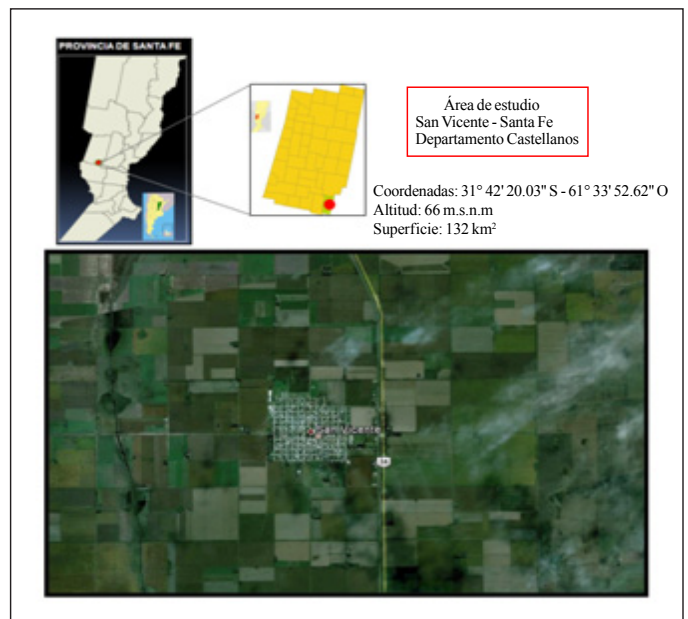 PROVINCIA DE SANTA FE
Área de estudio
San Vicente - Santa Fe
Departamento Castellanos
Coordenadas: 31° 42' 20.03" S - 61° 33' 52.62" O
Altitud: 66 m.s.n.m
Superficie: 132 km²
San Vicente